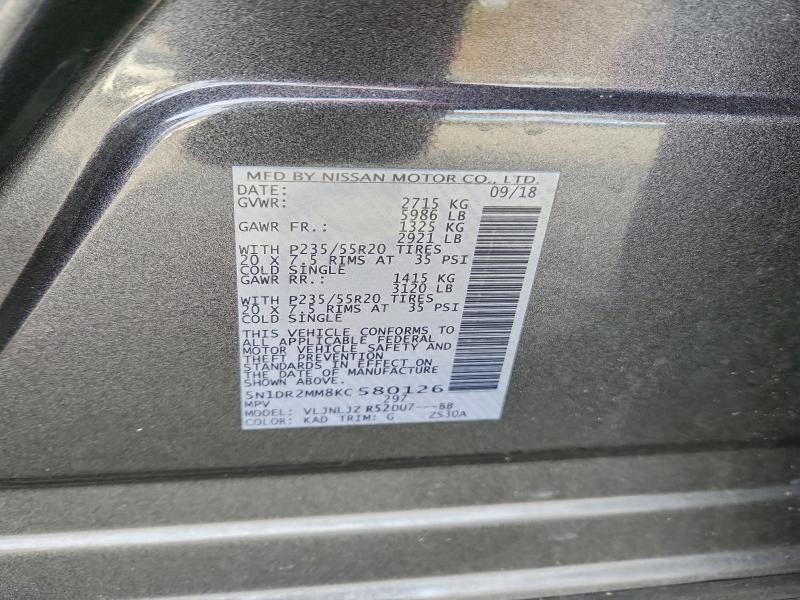 MFD BY NISSAN MOTOR CO., LTD.
DATE: 09/18
GVWR: 2715 KG
5986 LB
GAWR FR.: 1325 KG
2921 LB
WITH P235/55R20 TIRES
20 X 7.5 RIMS AT 35 PSI
COLD SINGLE
GAWR RR.: 1415 KG
3120 LB
WITH P235/55R20 TIRES
20 X 7.5 RIMS AT 35 PSI
COLD SINGLE
THIS VEHICLE CONFORMS TO
ALL APPLICABLE FEDERAL
MOTOR VEHICLE SAFETY AND
THEFT PREVENTION
STANDARDS IN EFFECT ON
THE DATE OF MANUFACTURE
SHOWN ABOVE.
5N1DR2MM8KC580126
MPV 297
MODEL: VLJNLJZ R52DU7---BB
COLOR: KAD TRIM: G ZS30A